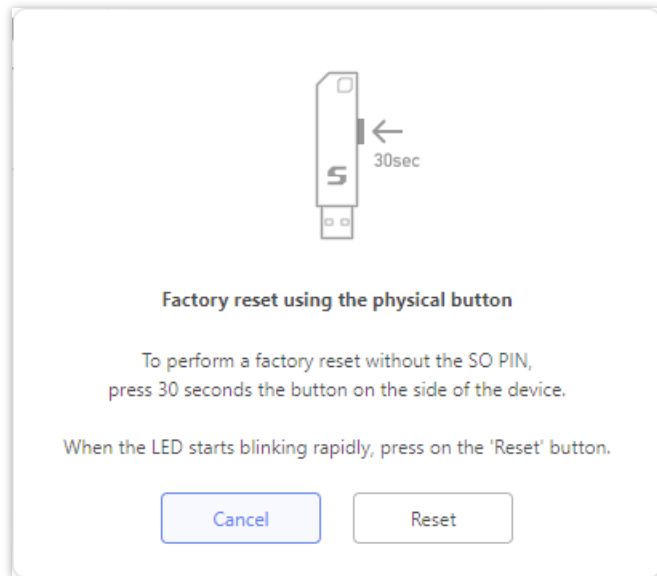 30sec
S
Factory reset using the physical button
To perform a factory reset without the SO PIN,
press 30 seconds the button on the side of the device.
When the LED starts blinking rapidly, press on the 'Reset' button.
Cancel
Reset